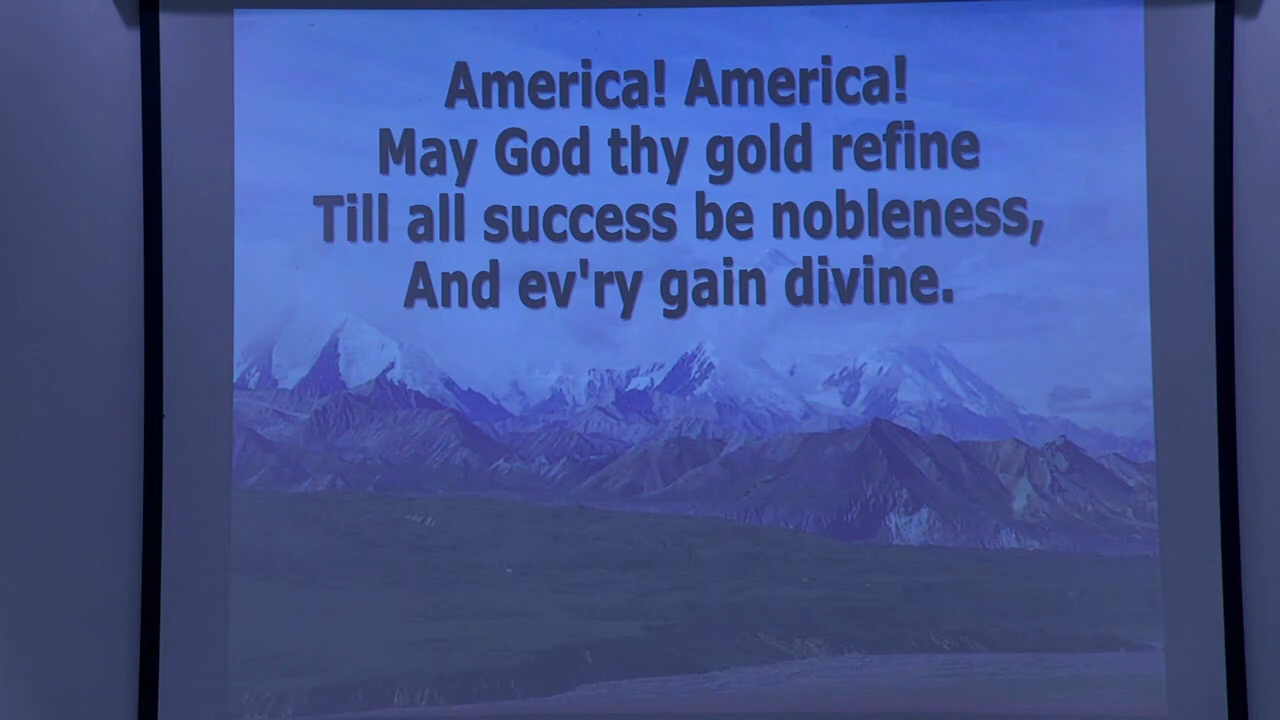 America! America!
May God thy gold refine
Till all success be nobleness,
And ev'ry gain divine.